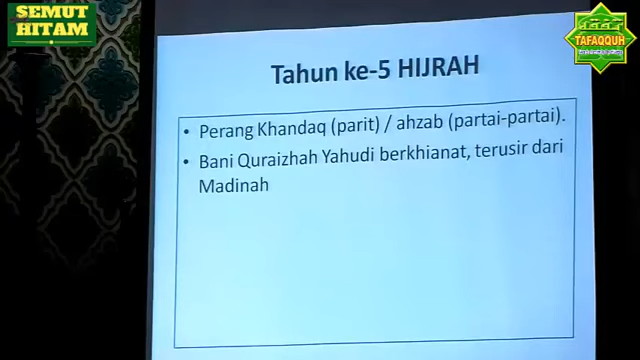 SEMUT
HITAM
TAFAQQUH
Tahun ke-5 HIJRAH
• Perang Khandaq (parit) / ahzab (partai-partai).
• Bani Quraizhah Yahudi berkhianat, terusir dari
Madinah